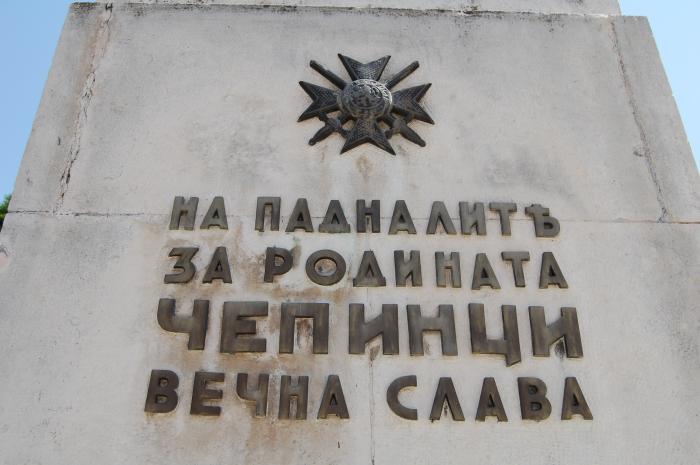 НА ПАДНАЛИТЪ
ЗА РОДИНАТА
ЧЕПИНЦИ
ВЕЧНА СЛАВА